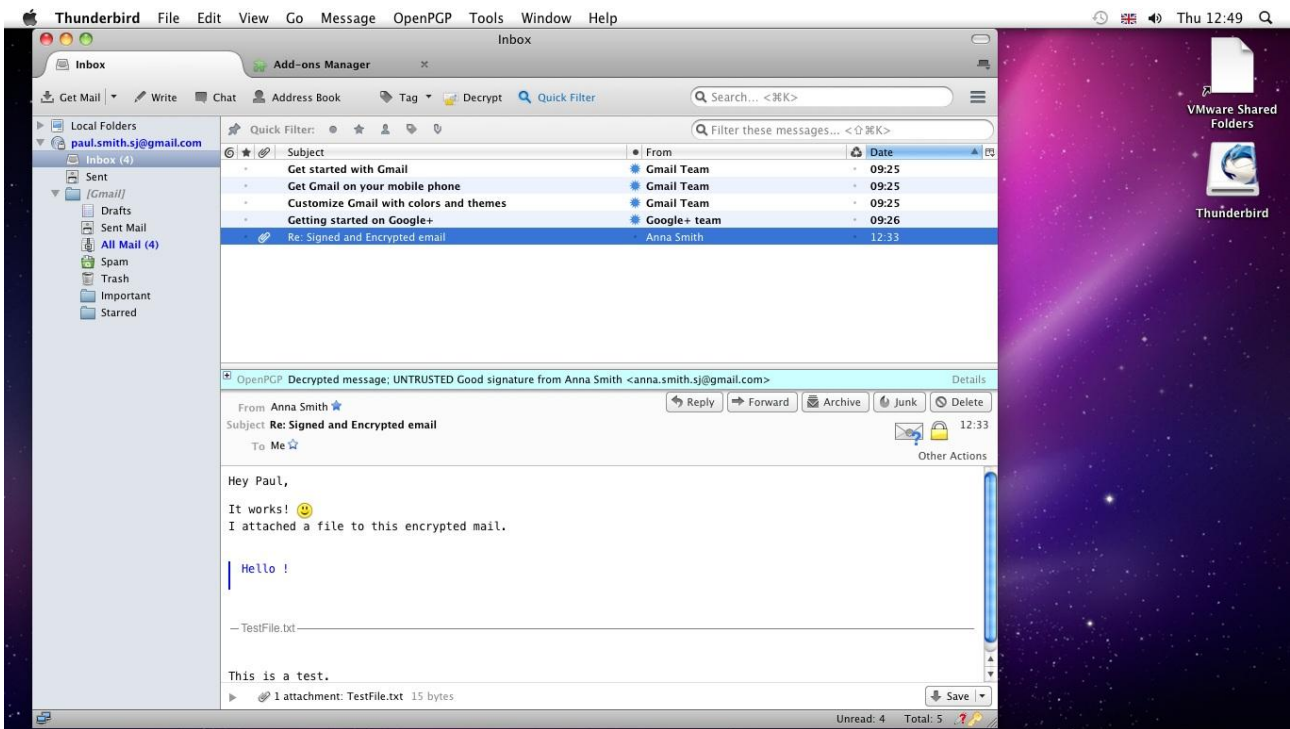 Thunderbird File Edit View Go Message OpenPGP Tools Window Help Thu 12:49
Inbox
Inbox Add-ons Manager
Get Mail Write Chat Address Book Tag Decrypt Quick Filter Search... <⌘K>
Local Folders
paul.smith.sj@gmail.com
Inbox (4)
Sent
[Gmail]
Drafts
Sent Mail
All Mail (4)
Spam
Trash
Important
Starred
Quick Filter: Filter these messages... <⇧⌘K>
Subject From Date
Get started with Gmail Gmail Team 09:25
Get Gmail on your mobile phone Gmail Team 09:25
Customize Gmail with colors and themes Gmail Team 09:25
Getting started on Google+ Google+ team 09:26
Re: Signed and Encrypted email Anna Smith 12:33
OpenPGP Decrypted message; UNTRUSTED Good signature from Anna Smith <anna.smith.sj@gmail.com> Details
From Anna Smith Reply Forward Archive Junk Delete
Subject Re: Signed and Encrypted email 12:33
To Me
Other Actions
Hey Paul,
It works!
I attached a file to this encrypted mail.
Hello !
TestFile.txt
This is a test.
1 attachment: TestFile.txt 15 bytes Save
Unread: 4 Total: 5
VMware Shared
Folders
Thunderbird